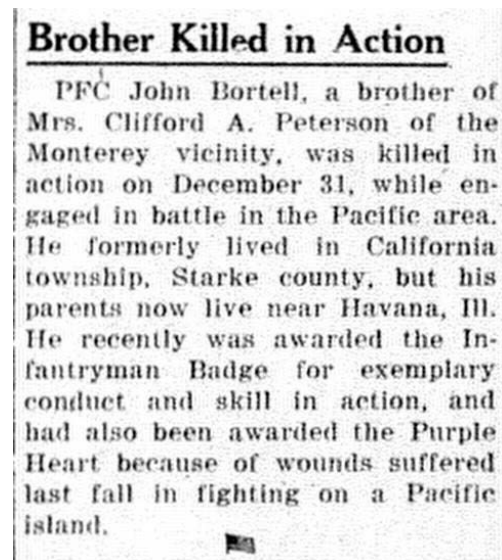 Brother Killed in Action
PFC John Bortell, a brother of
Mrs. Clifford A. Peterson of the
Monterey vicinity, was killed in
action on December 31, while en-
gaged in battle in the Pacific area.
He formerly lived in California
township, Starke county, but his
parents now live near Havana, Ill.
He recently was awarded the In-
fantryman Badge for exemplary
conduct and skill in action, and
had also been awarded the Purple
Heart because of wounds suffered
last fall in fighting on a Pacific
island.